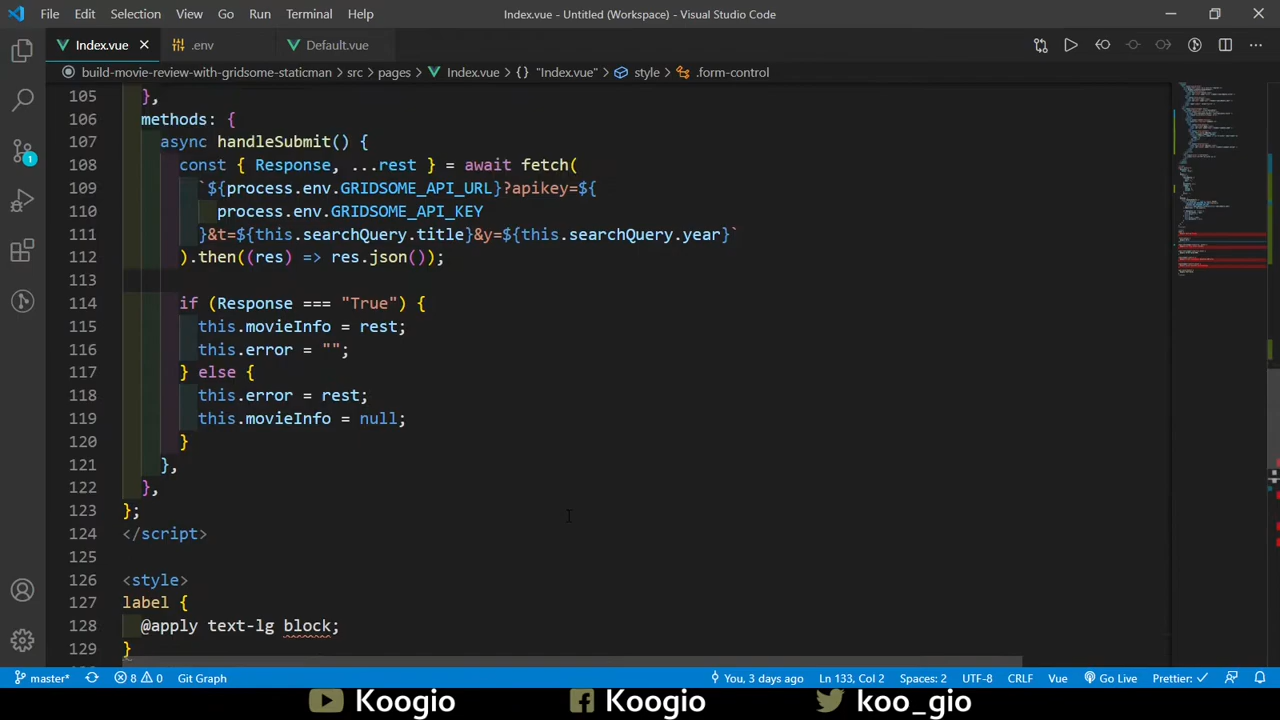 File Edit Selection View Go Run Terminal Help Index.vue - Untitled (Workspace) - Visual Studio Code
Index.vue .env Default.vue
build-movie-review-with-gridsome-staticman > src > pages > Index.vue > {} "Index.vue" > style > .form-control
105 },
106 methods: {
107 async handleSubmit() {
108 const { Response, ...rest } = await fetch(
109 `${process.env.GRIDSOME_API_URL}?apikey=${
110 process.env.GRIDSOME_API_KEY
111 }&t=${this.searchQuery.title}&y=${this.searchQuery.year}`
112 ).then((res) => res.json());
113
114 if (Response === "True") {
115 this.movieInfo = rest;
116 this.error = "";
117 } else {
118 this.error = rest;
119 this.movieInfo = null;
120 }
121 },
122 },
123 };
124 </script>
125
126 <style>
127 label {
128 @apply text-lg block;
129 }
master* 8 0 Git Graph You, 3 days ago Ln 133, Col 2 Spaces: 2 UTF-8 CRLF Vue Go Live Prettier: ✓
Koogio Koogio koo_gio